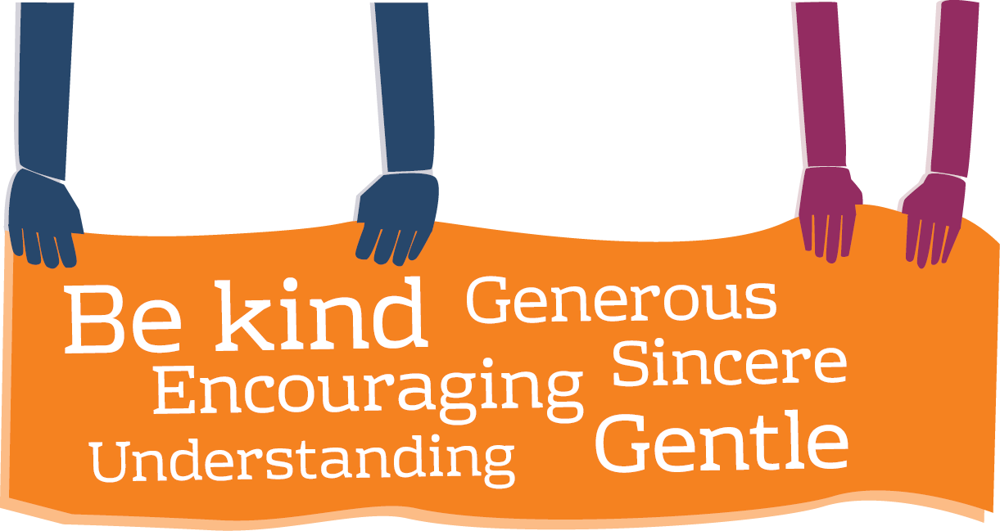 Be kind
Generous
Encouraging
Sincere
Understanding
Gentle